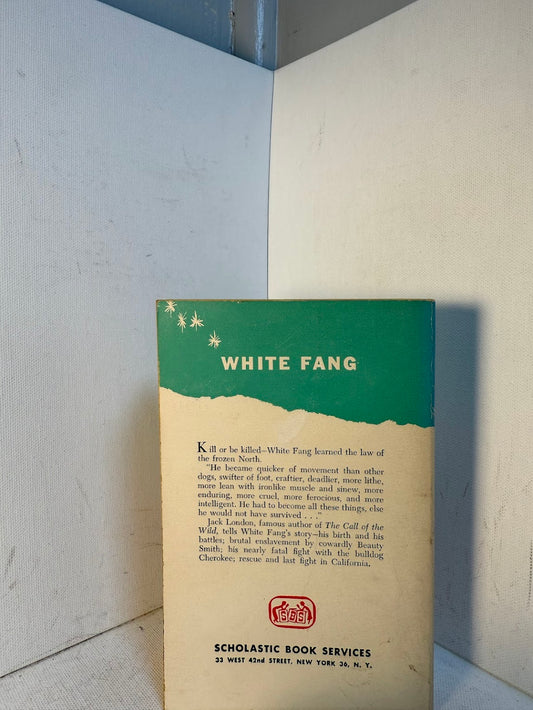 WHITE FANG
Kill or be killed—White Fang learned the law of
the frozen North.
"He became quicker of movement than other
dogs, swifter of foot, craftier, deadlier, more lithe,
more lean with ironlike muscle and sinew, more
enduring, more cruel, more ferocious, and more
intelligent. He had to become all these things, else
he would not have survived . . ."
Jack London, famous author of The Call of the
Wild, tells White Fang's story—his birth and his
battles; brutal enslavement by cowardly Beauty
Smith; his nearly fatal fight with the bulldog
Cherokee; rescue and last fight in California.
SBS
SCHOLASTIC BOOK SERVICES
33 WEST 42nd STREET, NEW YORK 36, N. Y.